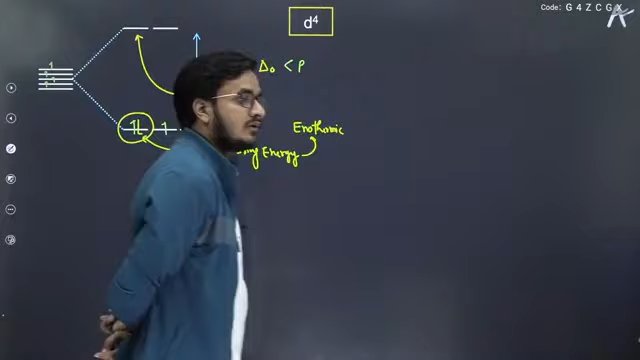 Code: G 4 Z C G X
d⁴
Δ₀ < P
Exothermic
Energy